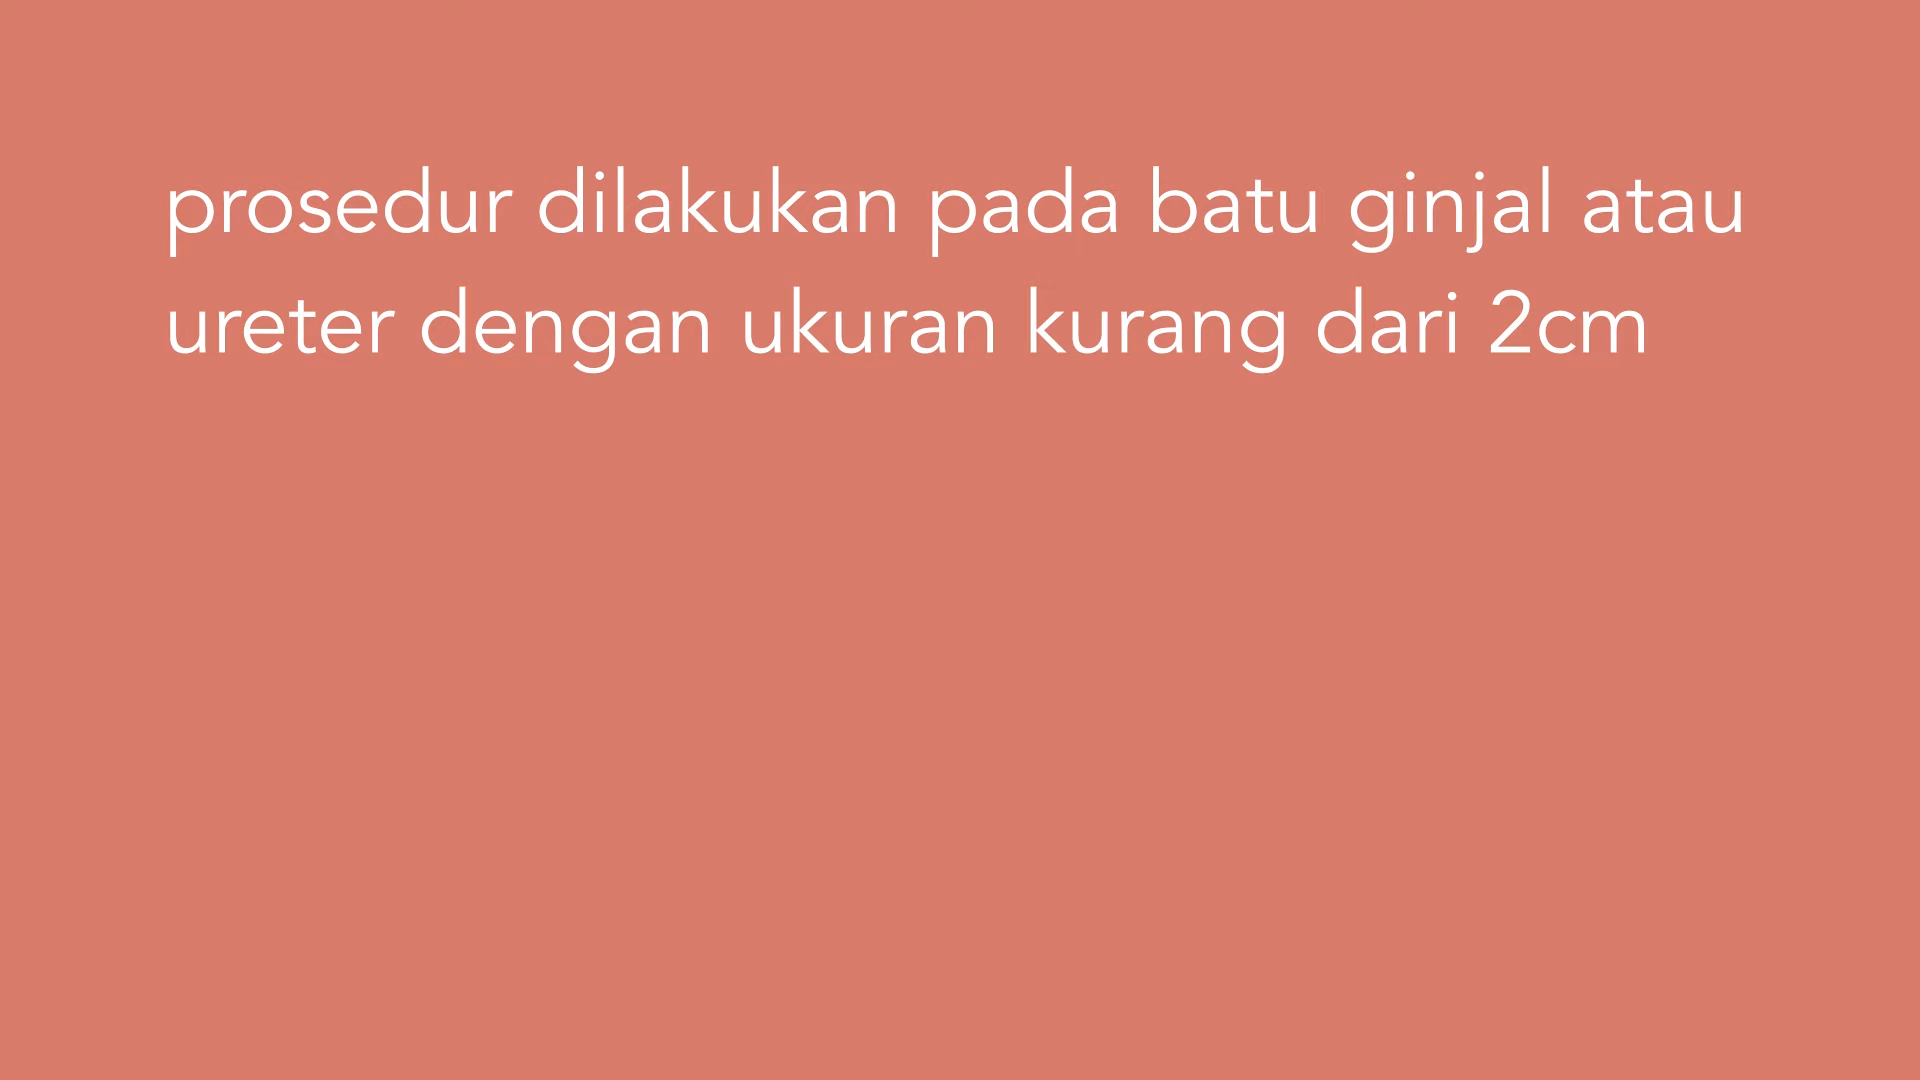 prosedur dilakukan pada batu ginjal atau
ureter dengan ukuran kurang dari 2cm